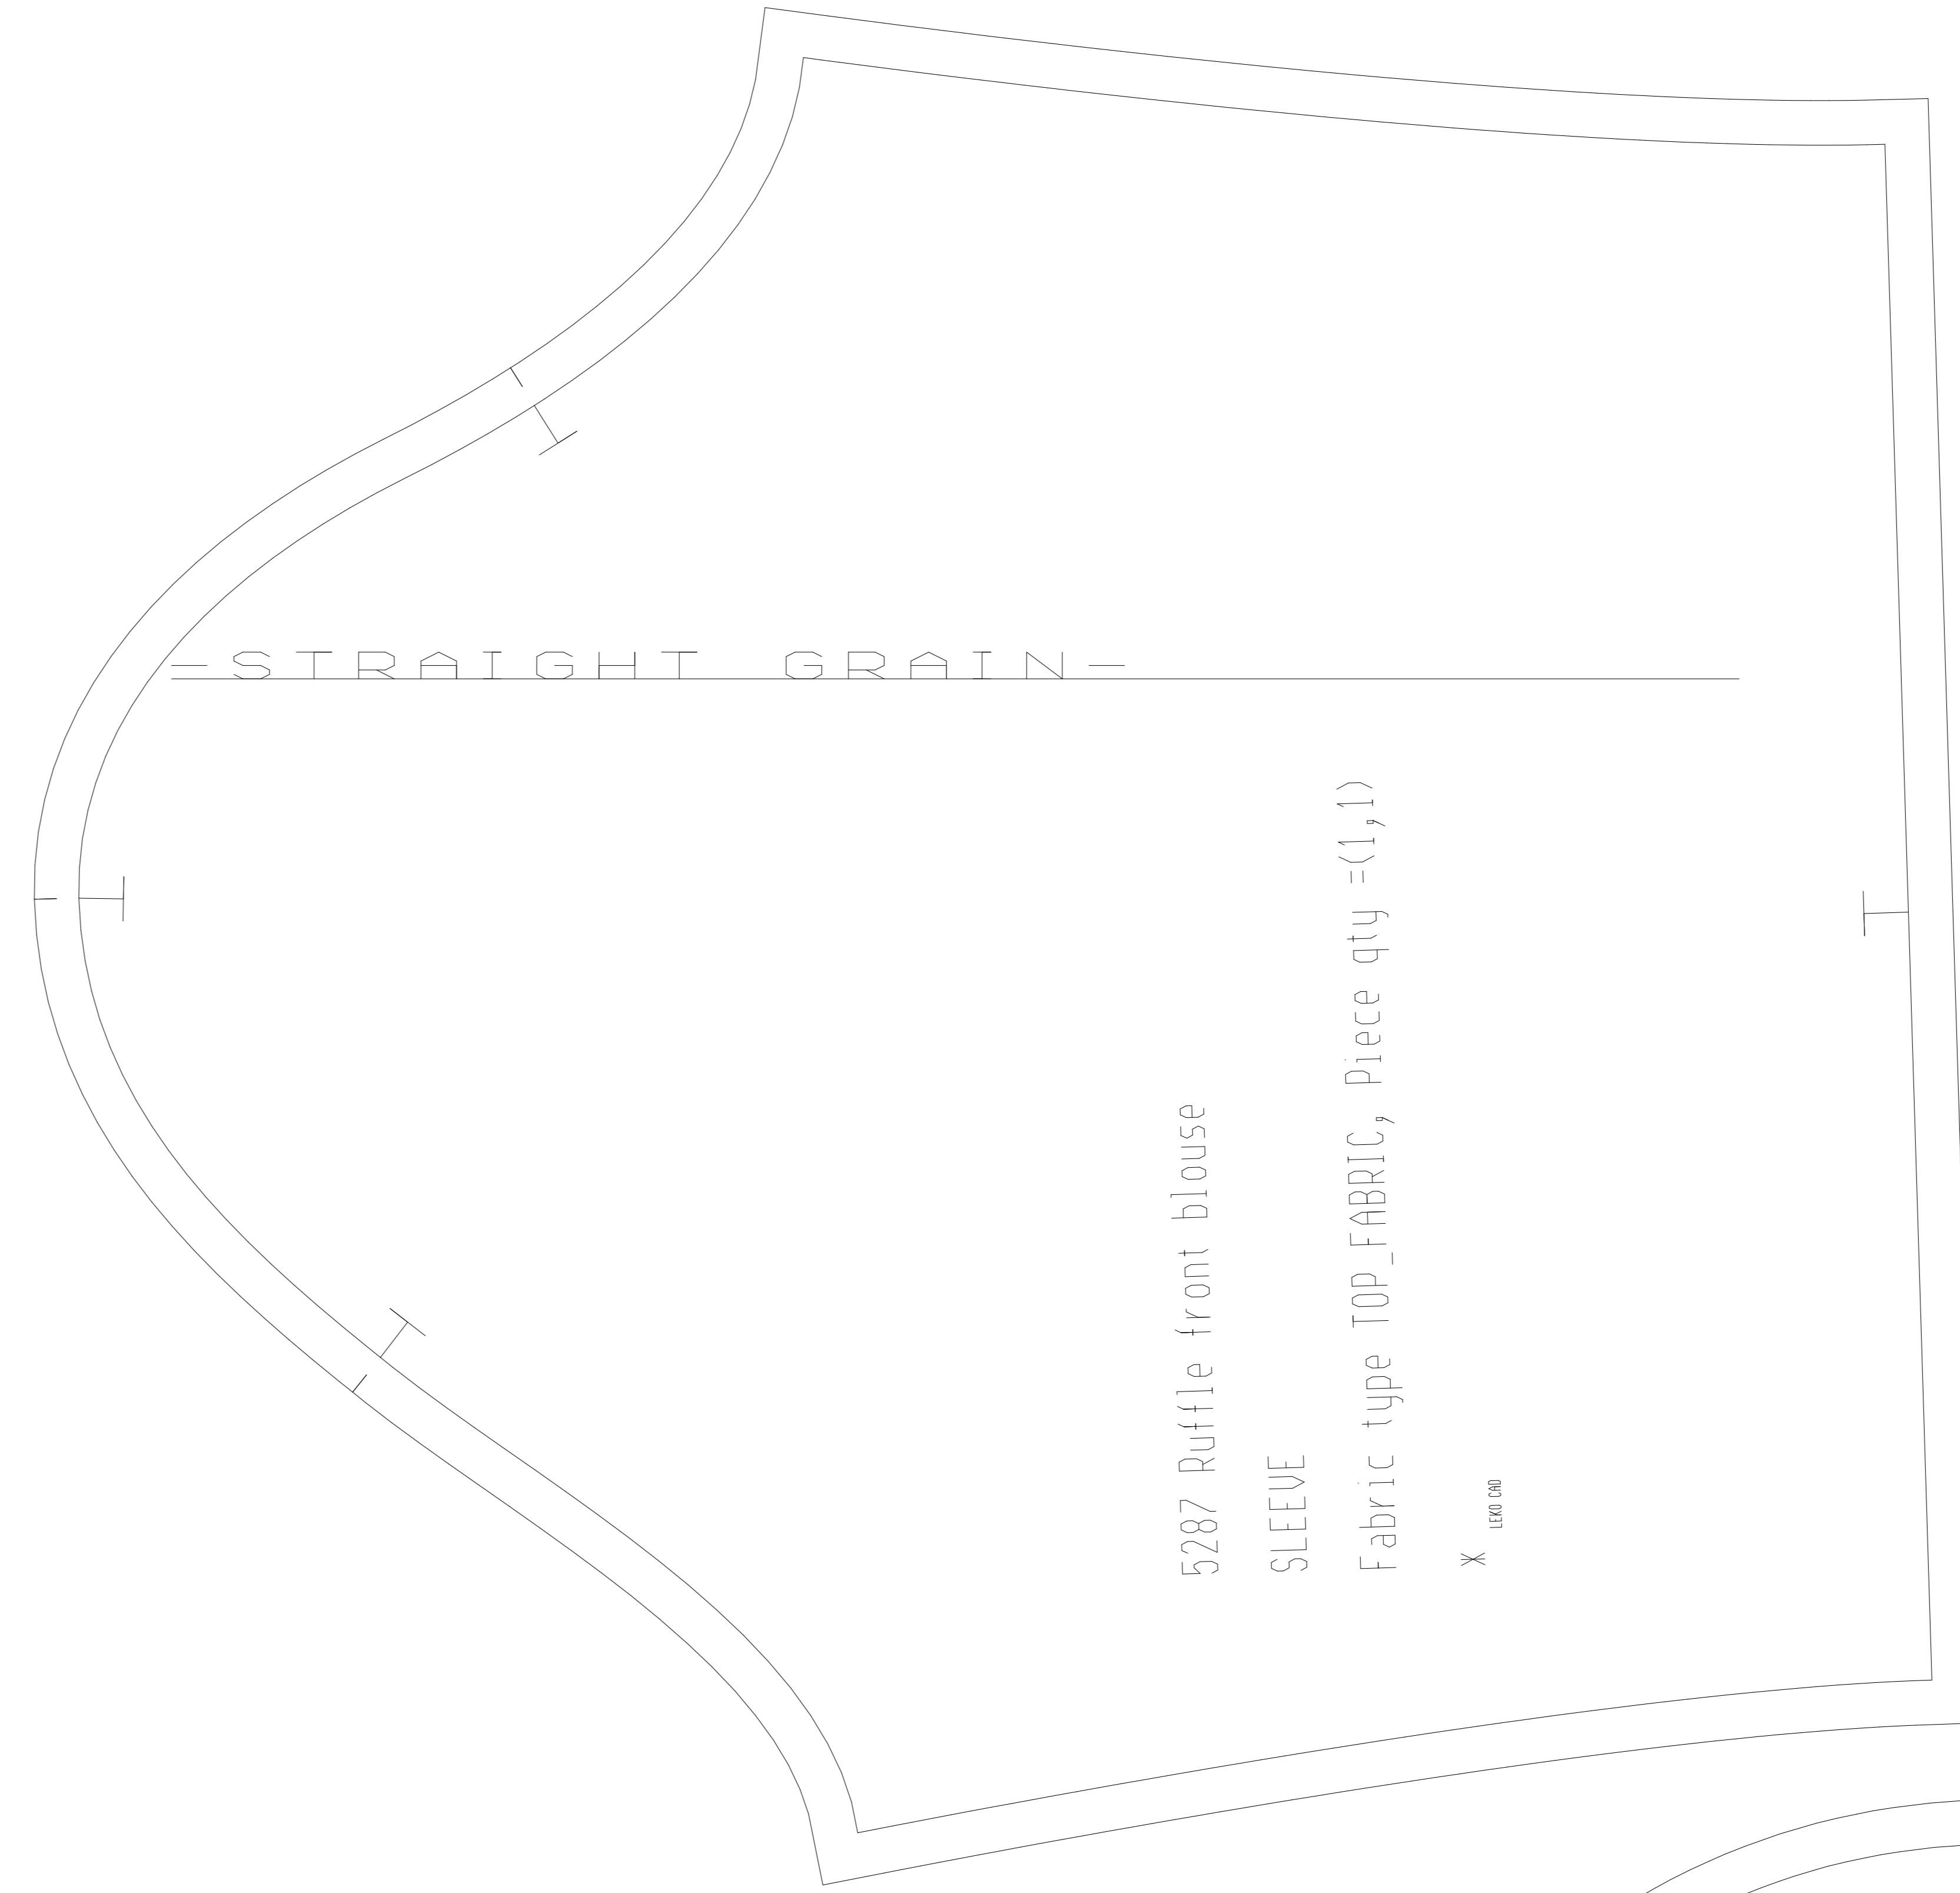 -STRAIGHT GRAIN-
5287 Ruffle front blouse
SLEEVE
Fabric type TOP_FABRIC, Piece qty =(1,1)
* LEKO CAD